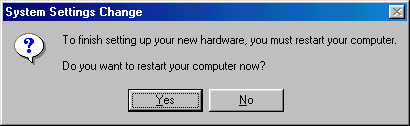 System Settings Change
To finish setting up your new hardware, you must restart your computer.
Do you want to restart your computer now?
Yes
No